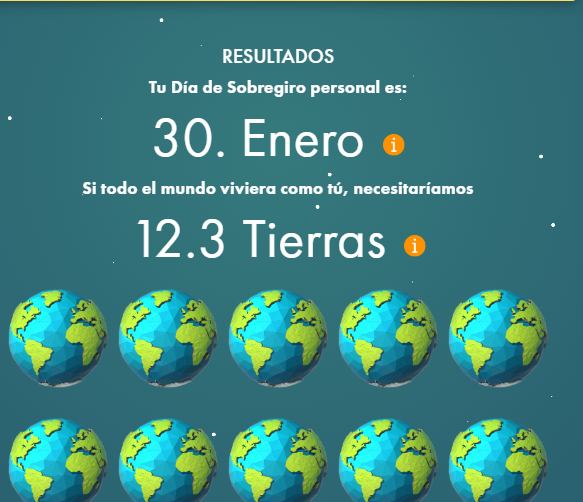 RESULTADOS
Tu Día de Sobregiro personal es:
30. Enero i
Si todo el mundo viviera como tú, necesitaríamos
12.3 Tierras i